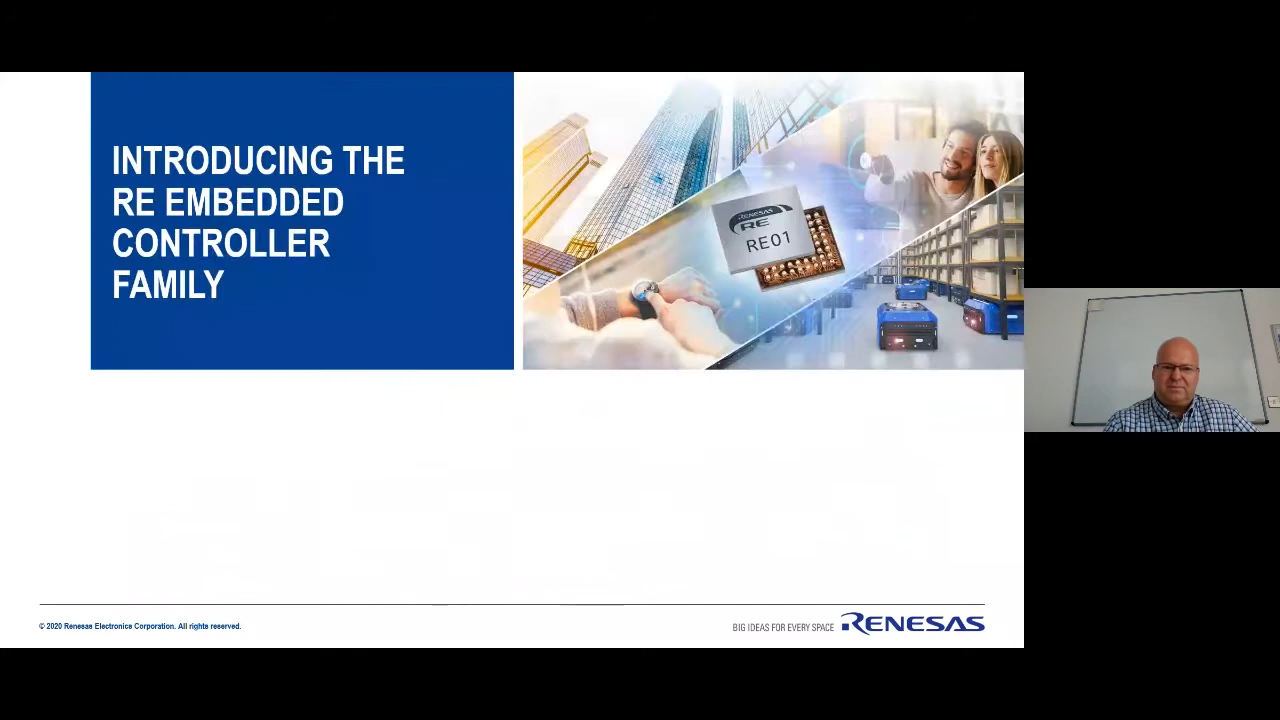 INTRODUCING THE
RE EMBEDDED
CONTROLLER
FAMILY
RENESAS
RE
RE01
© 2020 Renesas Electronics Corporation. All rights reserved.
BIG IDEAS FOR EVERY SPACE RENESAS